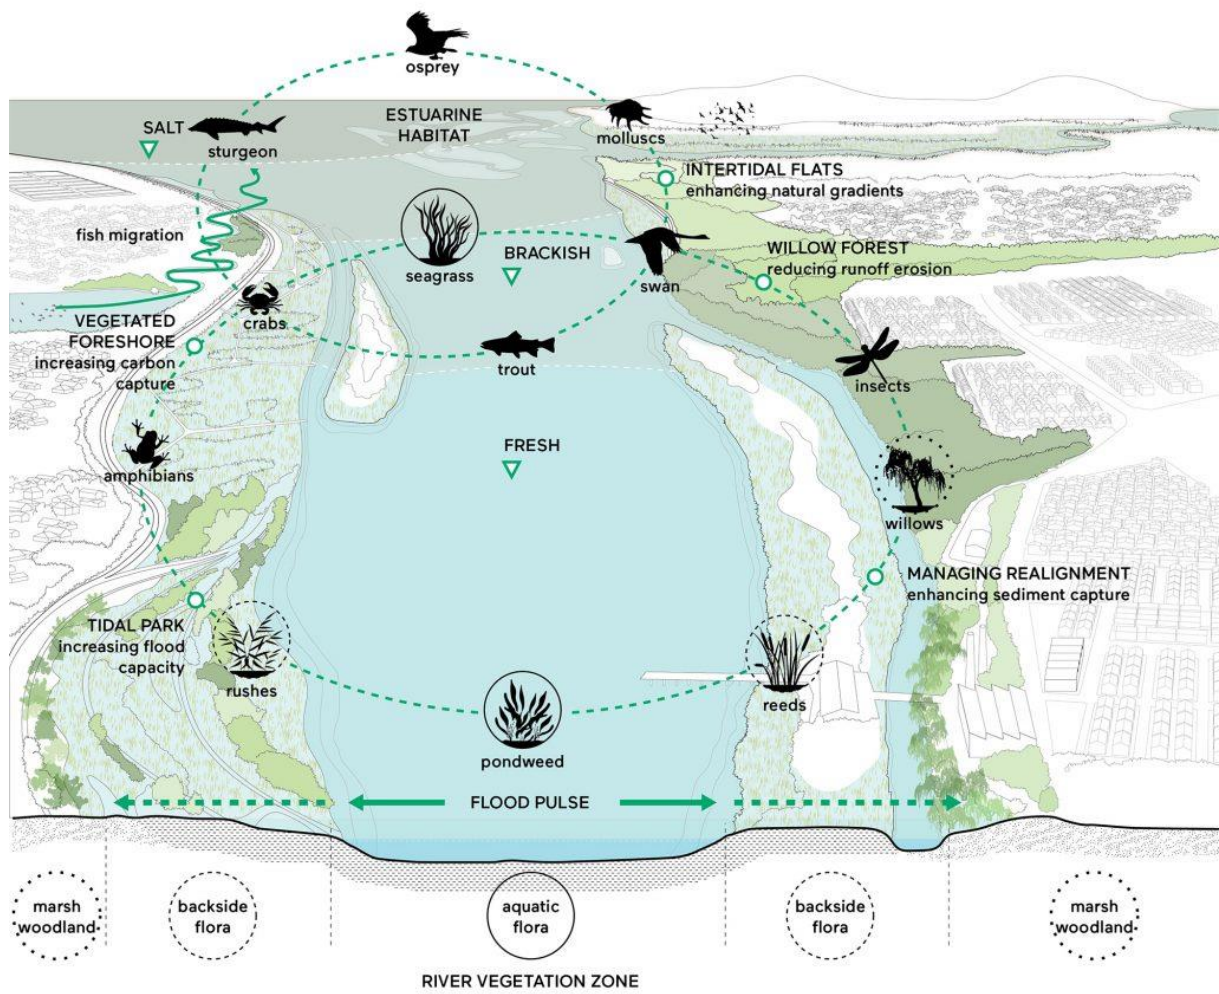 osprey
ESTUARINE
HABITAT
SALT
sturgeon
molluscs
INTERTIDAL FLATS
enhancing natural gradients
fish migration
seagrass
BRACKISH
swan
WILLOW FOREST
reducing runoff erosion
crabs
VEGETATED
FORESHORE
increasing carbon
capture
trout
insects
amphibians
FRESH
willows
MANAGING REALIGNMENT
enhancing sediment capture
TIDAL PARK
increasing flood
capacity
rushes
reeds
pondweed
FLOOD PULSE
marsh
woodland
backside
flora
aquatic
flora
backside
flora
marsh
woodland
RIVER VEGETATION ZONE